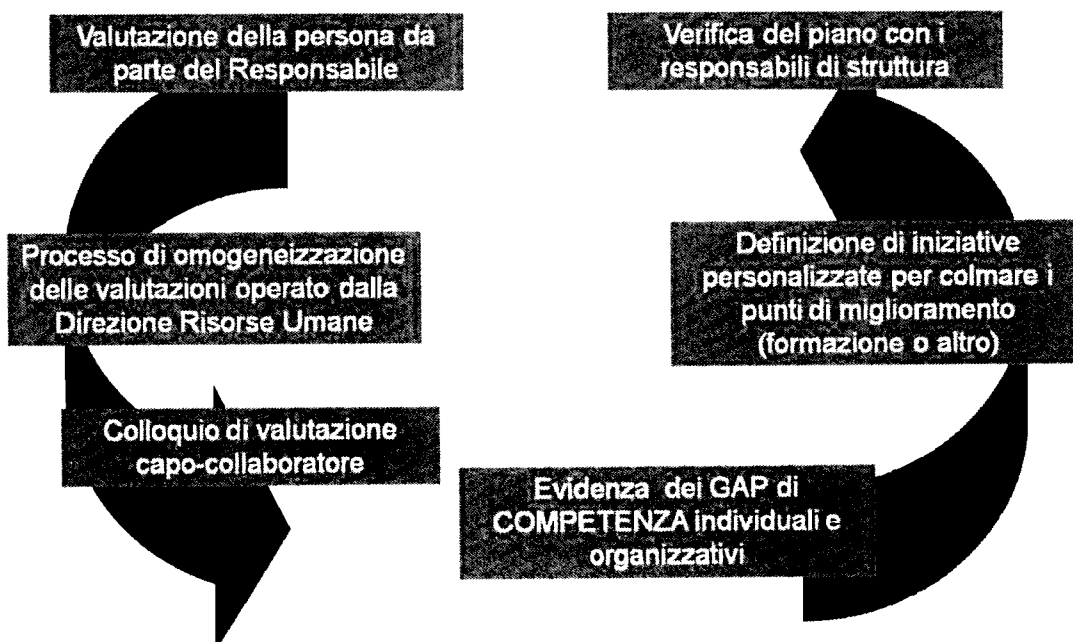 Valutazione della persona da
parte del Responsabile
Processo di omogeneizzazione
delle valutazioni operato dalla
Direzione Risorse Umane
Colloquio di valutazione
capo-collaboratore
Evidenza dei GAP di
COMPETENZA individuali e
organizzativi
Definizione di iniziative
personalizzate per colmare i
punti di miglioramento
(formazione o altro)
Verifica del piano con i
responsabili di struttura